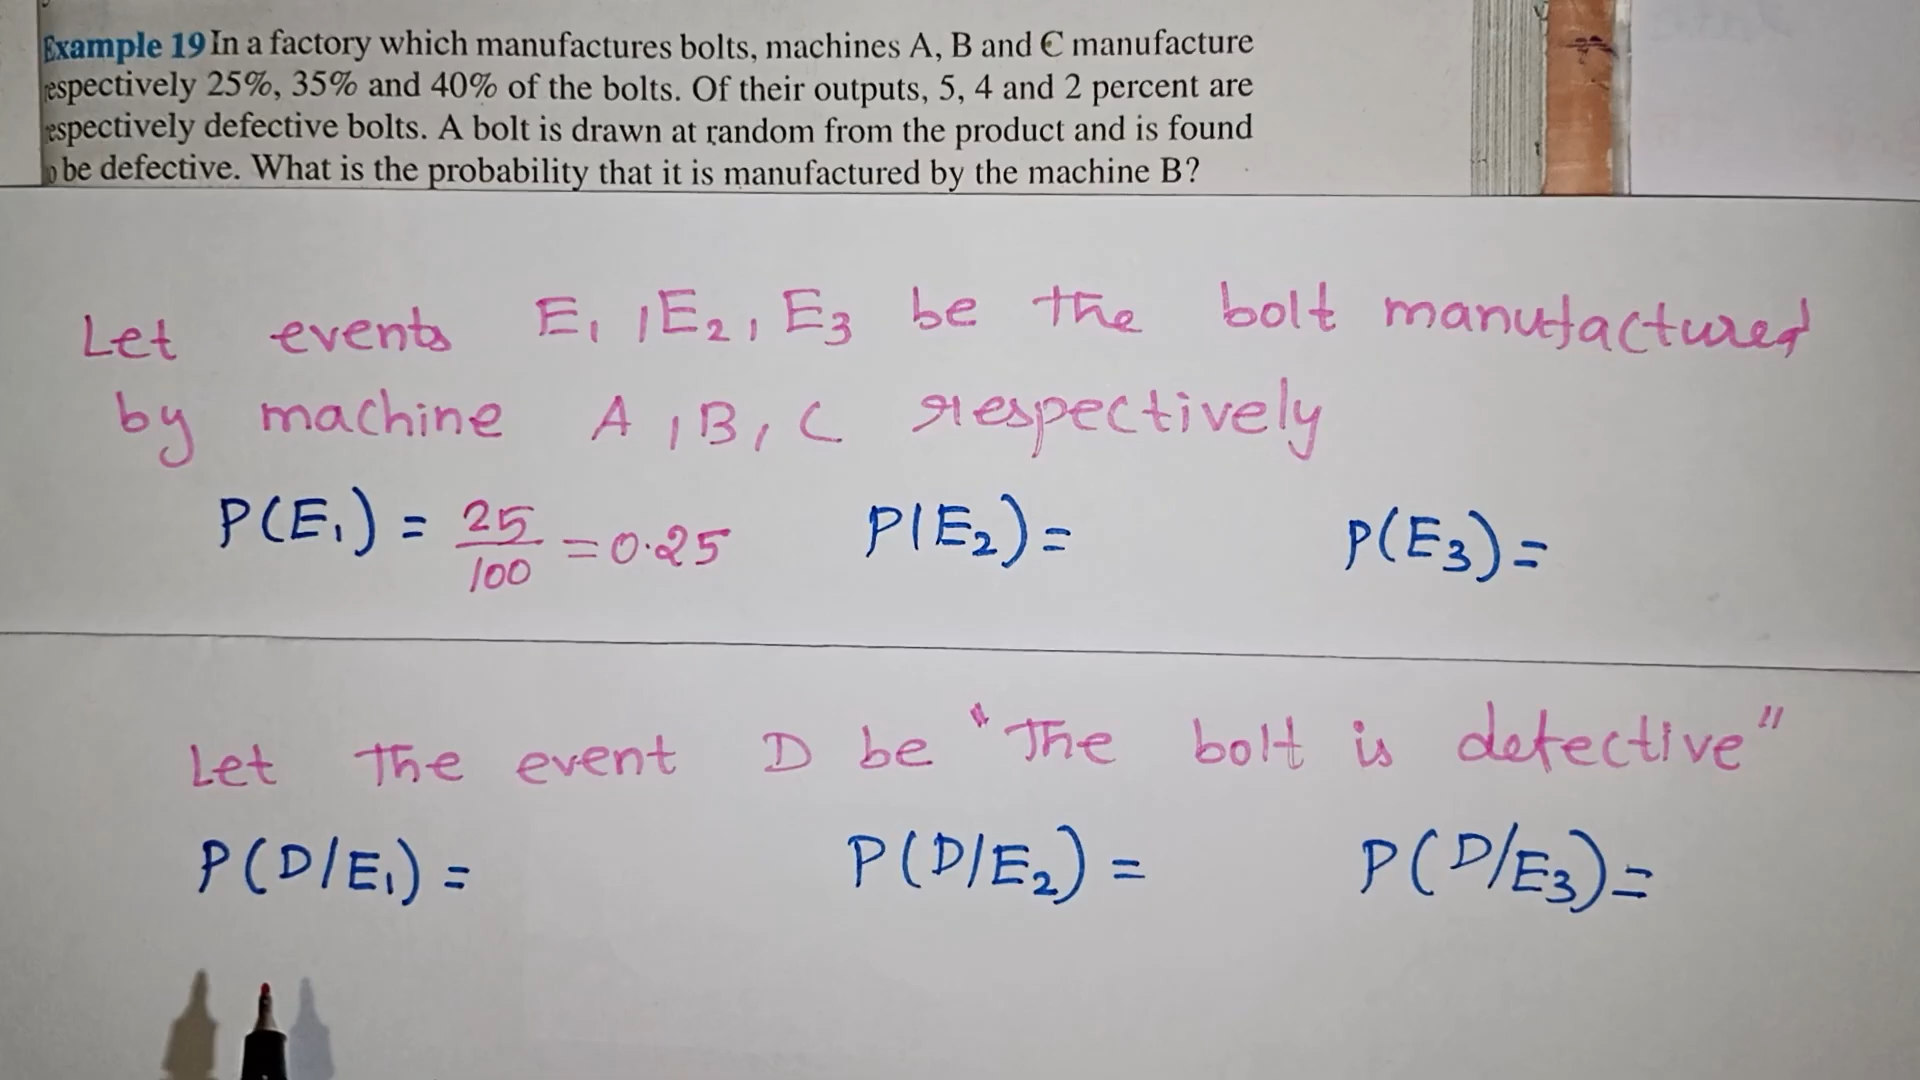 Example 19 In a factory which manufactures bolts, machines A, B and C manufacture
respectively 25%, 35% and 40% of the bolts. Of their outputs, 5, 4 and 2 percent are
respectively defective bolts. A bolt is drawn at random from the product and is found
o be defective. What is the probability that it is manufactured by the machine B?
Let events E₁, E₂, E₃ be the bolt manufactured
by machine A, B, C respectively
P(E₁) = 25/100 = 0.25 P(E₂) = P(E₃) =
Let the event D be "The bolt is defective"
P(D/E₁) = P(D/E₂) = P(D/E₃) =